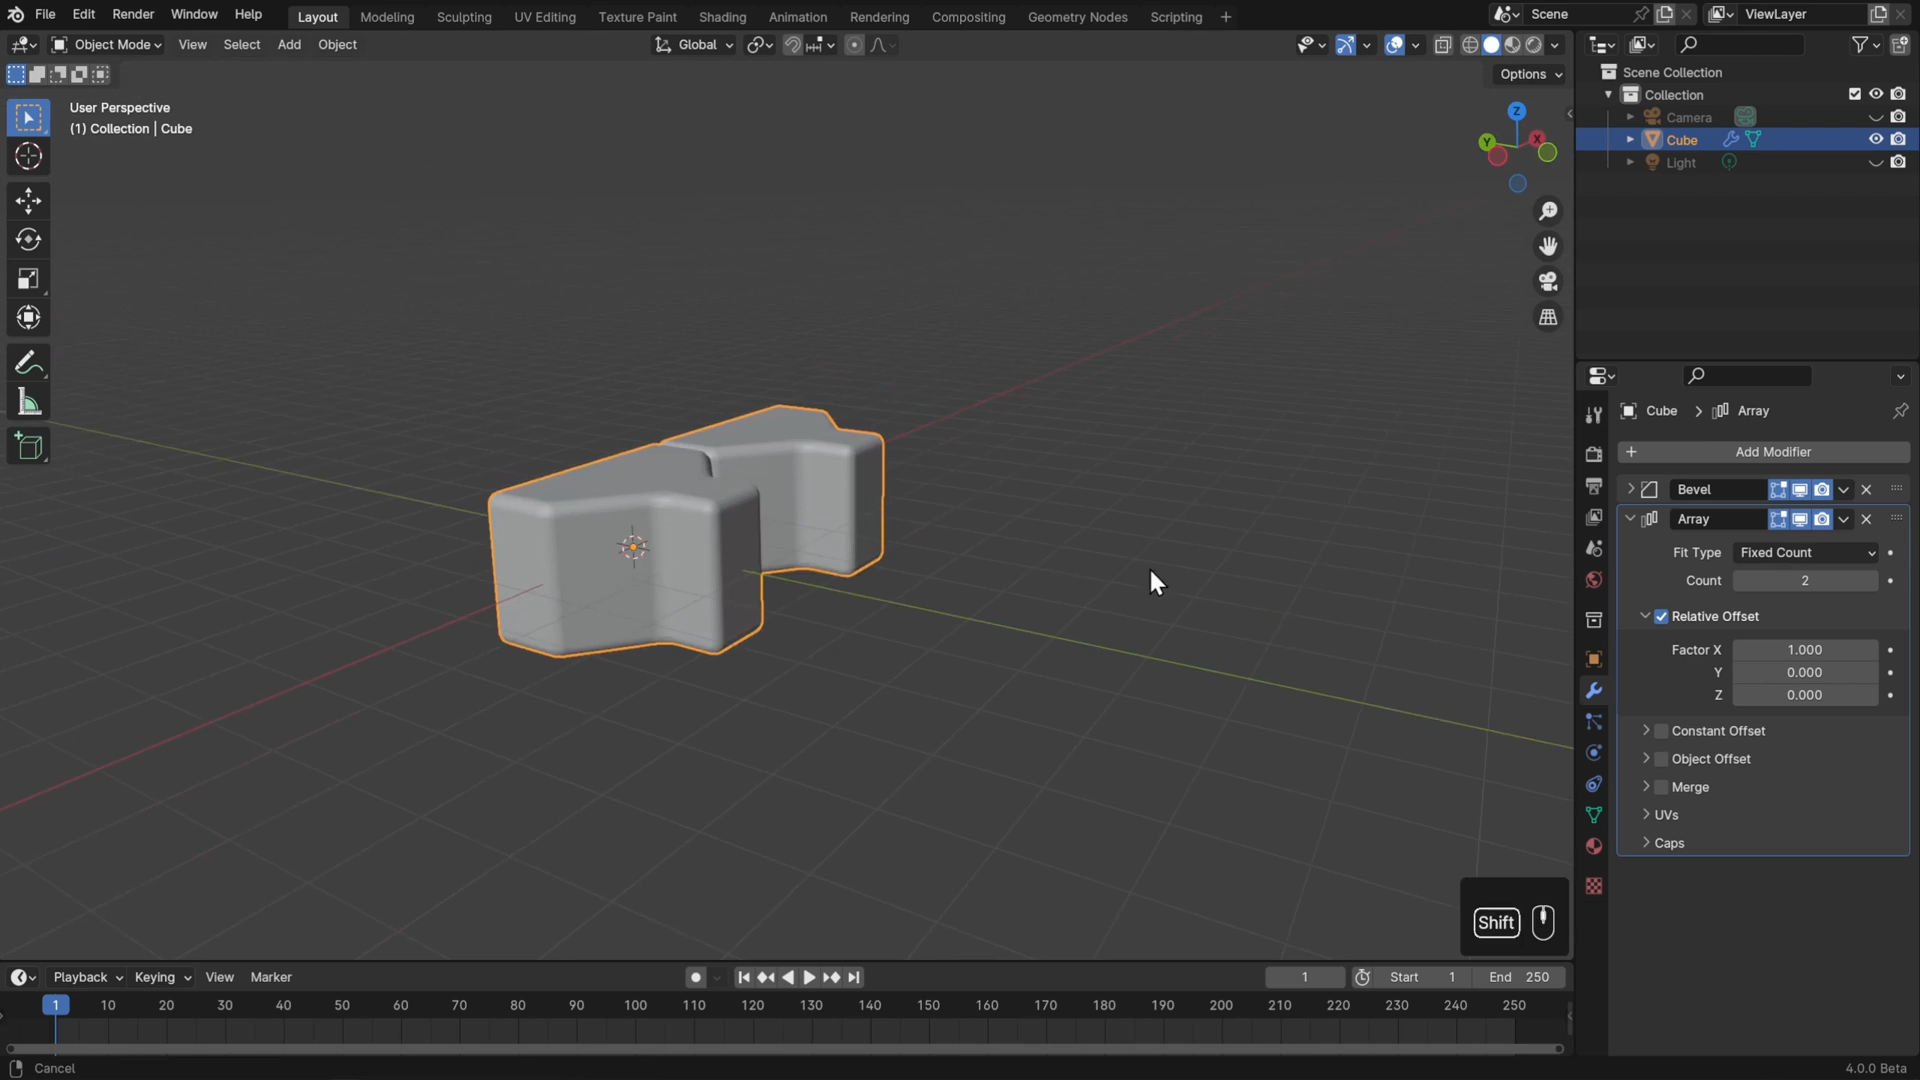 File Edit Render Window Help
Layout Modeling Sculpting UV Editing Texture Paint Shading Animation Rendering Compositing Geometry Nodes Scripting +
Scene
ViewLayer
Object Mode View Select Add Object
Global
Options
User Perspective
(1) Collection | Cube
Z
Y
X
Scene Collection
Collection
Camera
Cube
Light
Cube > Array
+ Add Modifier
Bevel
Array
Fit Type Fixed Count
Count 2
Relative Offset
Factor X 1.000
Y 0.000
Z 0.000
Constant Offset
Object Offset
Merge
UVs
Caps
Shift
Playback Keying View Marker
1
Start 1
End 250
1 10 20 30 40 50 60 70 80 90 100 110 120 130 140 150 160 170 180 190 200 210 220 230 240 250
Cancel
4.0.0 Beta